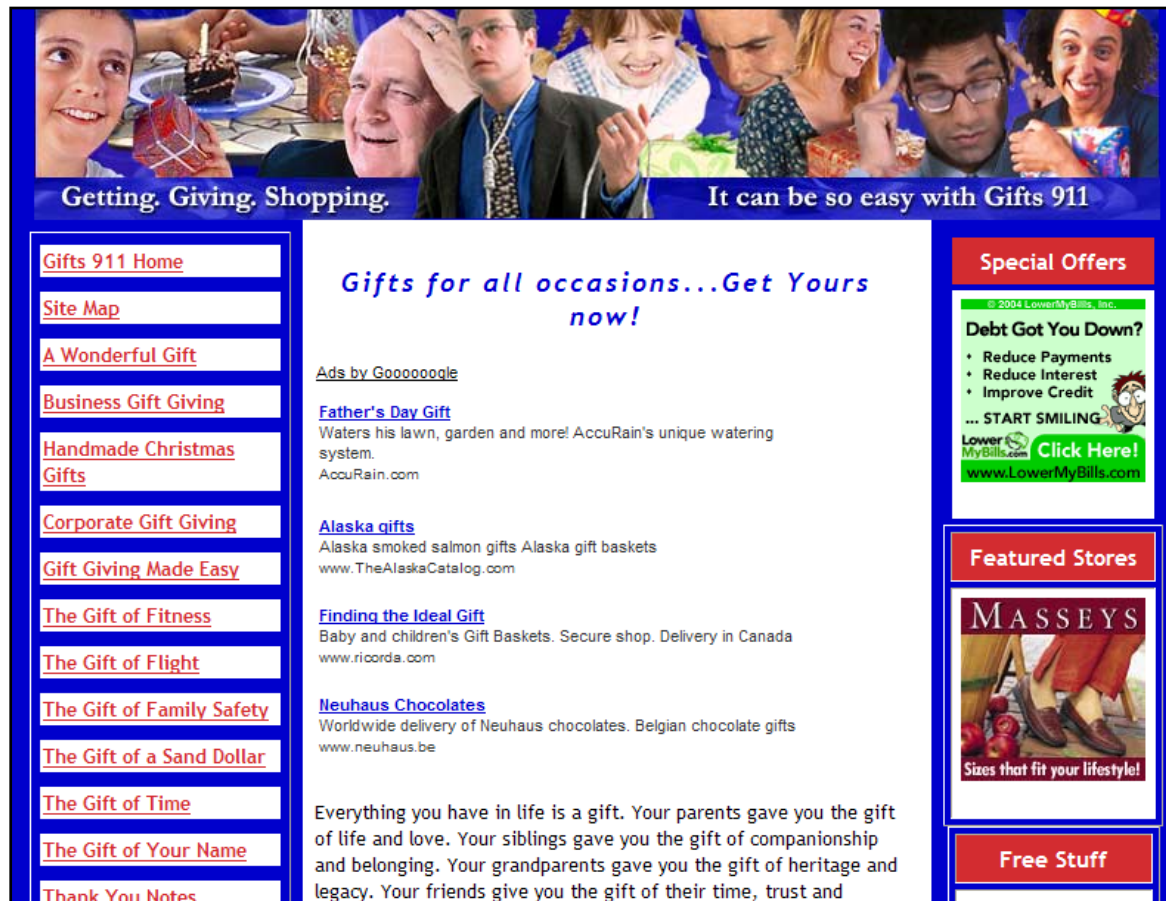 Getting. Giving. Shopping.
It can be so easy with Gifts 911
Gifts 911 Home
Site Map
A Wonderful Gift
Business Gift Giving
Handmade Christmas
Gifts
Corporate Gift Giving
Gift Giving Made Easy
The Gift of Fitness
The Gift of Flight
The Gift of Family Safety
The Gift of a Sand Dollar
The Gift of Time
The Gift of Your Name
Thank You Notes
Gifts for all occasions...Get Yours
now!
Ads by Goooooogle
Father's Day Gift
Waters his lawn, garden and more! AccuRain's unique watering
system.
AccuRain.com
Alaska gifts
Alaska smoked salmon gifts Alaska gift baskets
www.TheAlaskaCatalog.com
Finding the Ideal Gift
Baby and children's Gift Baskets. Secure shop. Delivery in Canada
www.ricorda.com
Neuhaus Chocolates
Worldwide delivery of Neuhaus chocolates. Belgian chocolate gifts
www.neuhaus.be
Everything you have in life is a gift. Your parents gave you the gift
of life and love. Your siblings gave you the gift of companionship
and belonging. Your grandparents gave you the gift of heritage and
legacy. Your friends give you the gift of their time, trust and
Special Offers
© 2004 LowerMyBills, Inc.
Debt Got You Down?
• Reduce Payments
• Reduce Interest
• Improve Credit
... START SMILING
Lower
MyBills.com
Click Here!
www.LowerMyBills.com
Featured Stores
MASSEYS
Sizes that fit your lifestyle!
Free Stuff